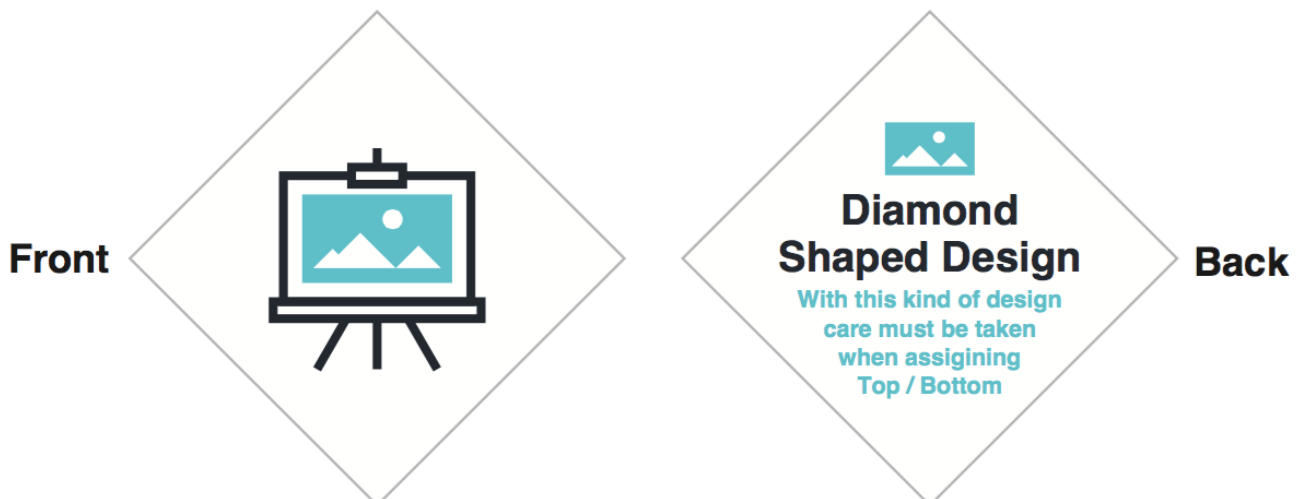 Front
Diamond
Shaped Design
With this kind of design
care must be taken
when assigining
Top / Bottom
Back